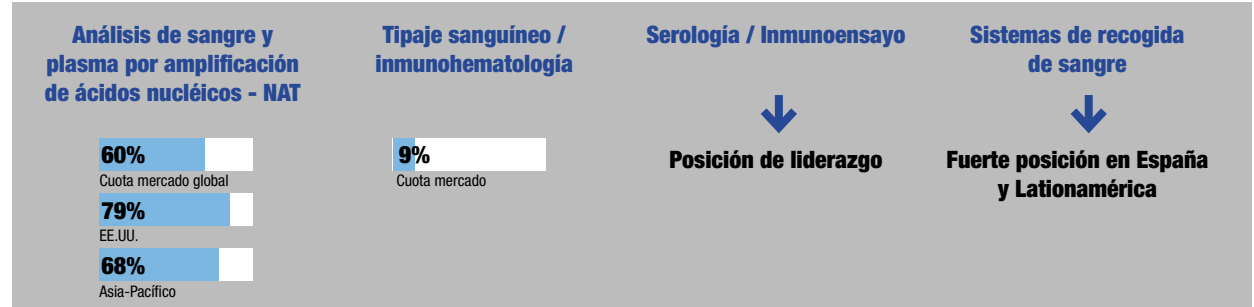 Análisis de sangre y
plasma por amplificación
de ácidos nucléicos - NAT
60%
Cuota mercado global
79%
EE.UU.
68%
Asia-Pacífico
Tipaje sanguíneo /
inmunohematología
9%
Cuota mercado
Serología / Inmunoensayo
Posición de liderazgo
Sistemas de recogida
de sangre
Fuerte posición en España
y Lationamérica